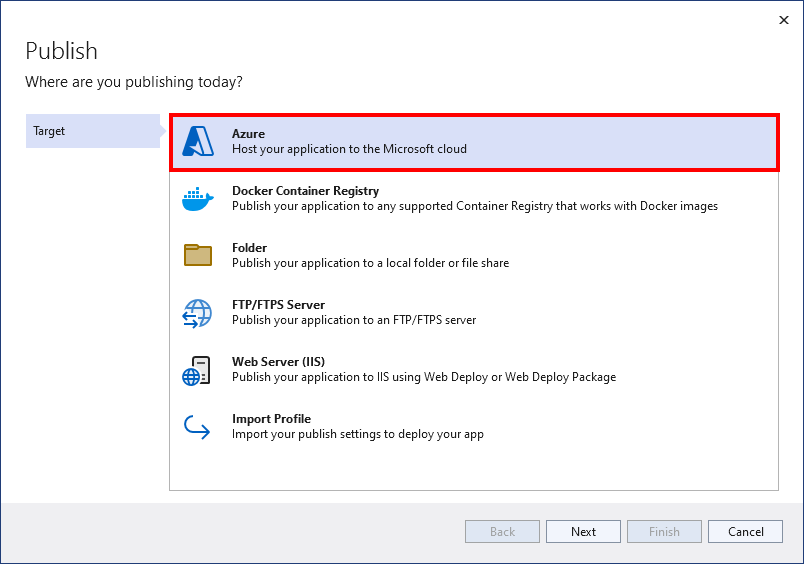 Publish
Where are you publishing today?
Target
Azure
Host your application to the Microsoft cloud
Docker Container Registry
Publish your application to any supported Container Registry that works with Docker images
Folder
Publish your application to a local folder or file share
FTP/FTPS Server
Publish your application to an FTP/FTPS server
Web Server (IIS)
Publish your application to IIS using Web Deploy or Web Deploy Package
Import Profile
Import your publish settings to deploy your app
Back Next Finish Cancel